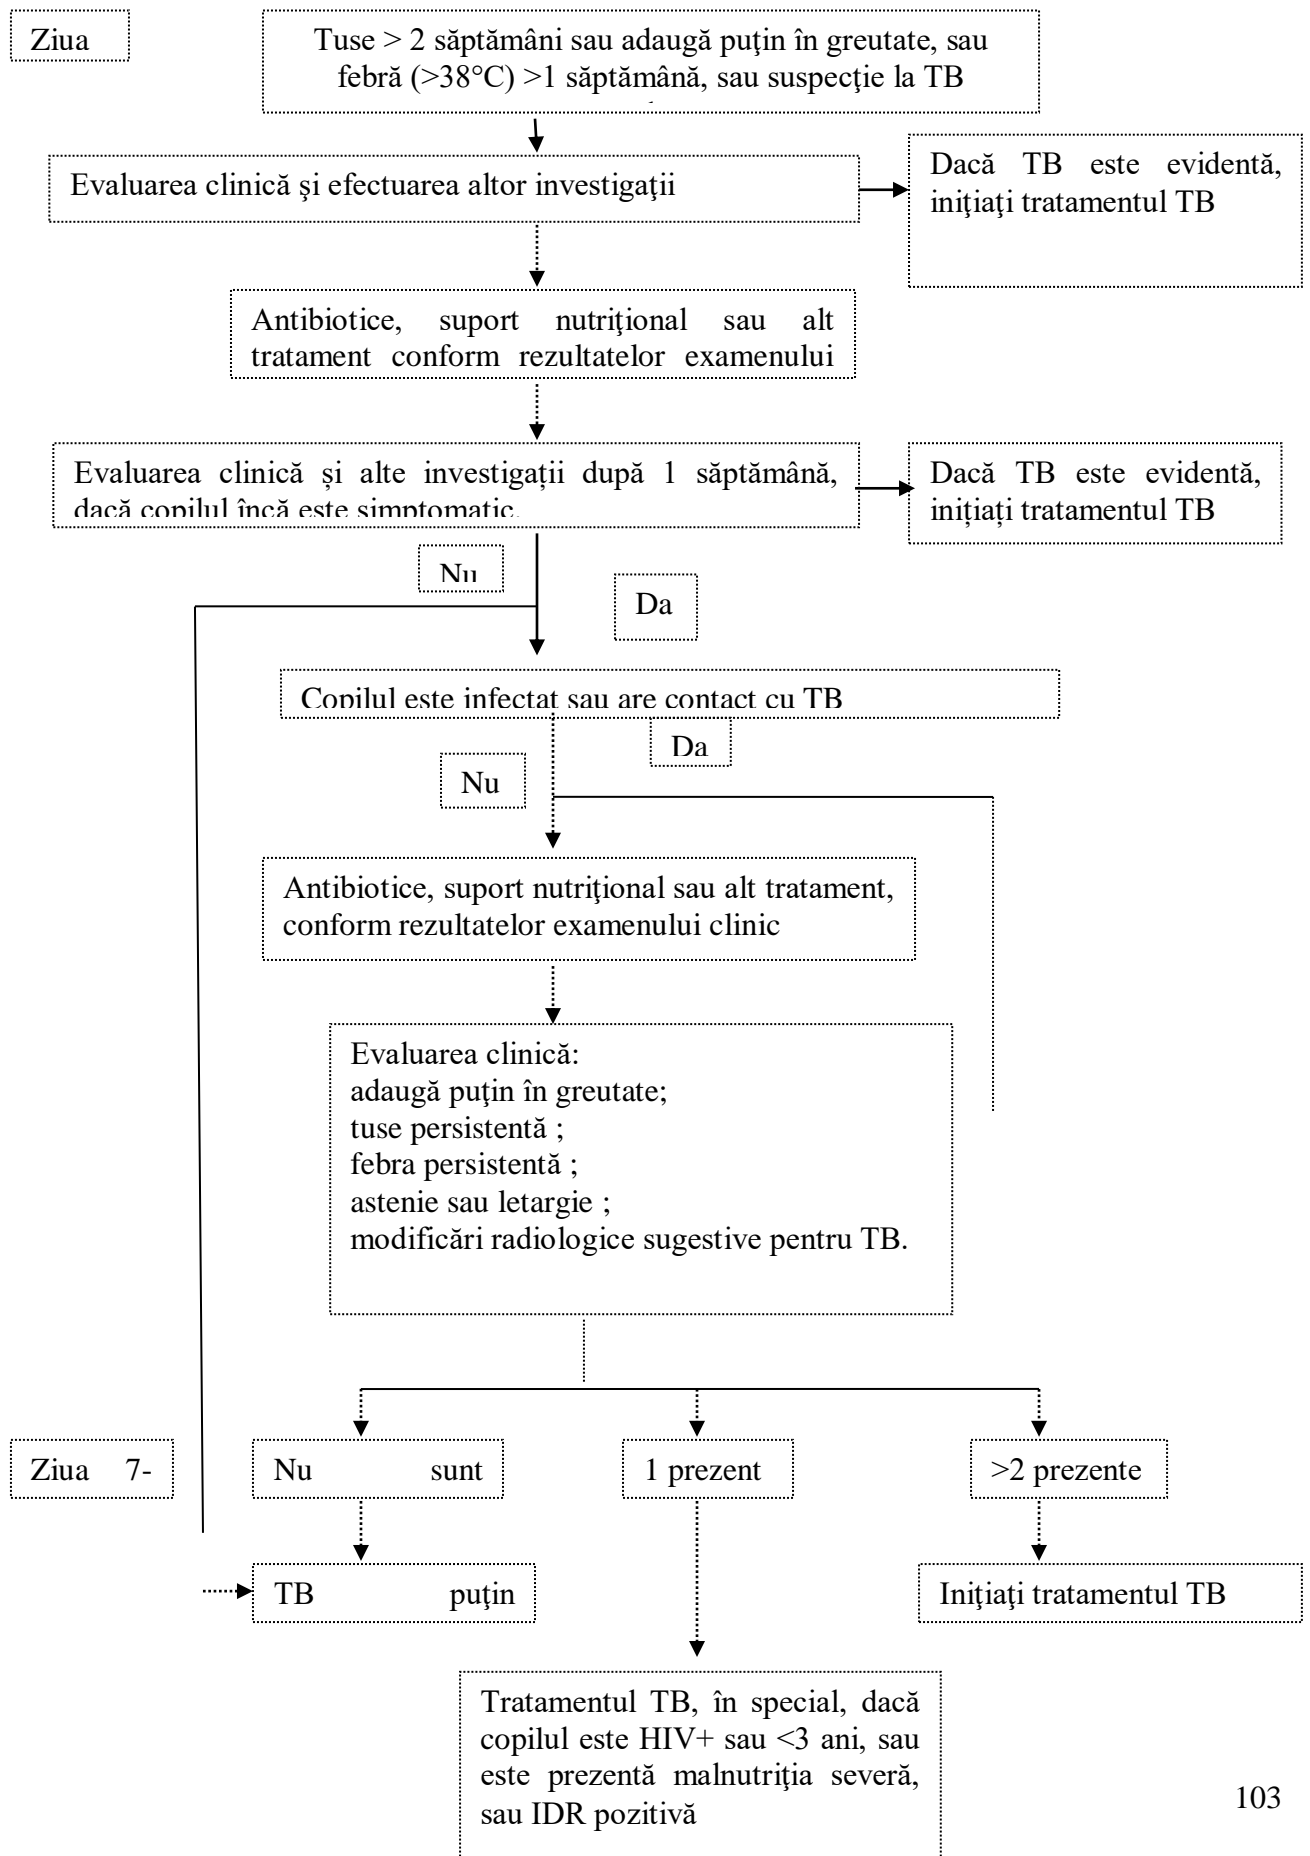 Ziua
Tuse > 2 săptămâni sau adaugă puţin în greutate, sau
febră (>38°C) >1 săptămână, sau suspecţie la TB
Evaluarea clinică şi efectuarea altor investigaţii
Dacă TB este evidentă,
iniţiaţi tratamentul TB
Antibiotice, suport nutriţional sau alt
tratament conform rezultatelor examenului
Evaluarea clinică și alte investigații după 1 săptămână,
dacă copilul încă este simptomatic.
Dacă TB este evidentă,
inițiați tratamentul TB
Nu
Da
Copilul este infectat sau are contact cu TB
Da
Nu
Antibiotice, suport nutriţional sau alt tratament,
conform rezultatelor examenului clinic
Evaluarea clinică:
adaugă puţin în greutate;
tuse persistentă ;
febra persistentă ;
astenie sau letargie ;
modificări radiologice sugestive pentru TB.
Ziua 7-
Nu sunt
1 prezent
>2 prezente
TB puţin
Iniţiaţi tratamentul TB
Tratamentul TB, în special, dacă
copilul este HIV+ sau <3 ani, sau
este prezentă malnutriţia severă,
sau IDR pozitivă
103